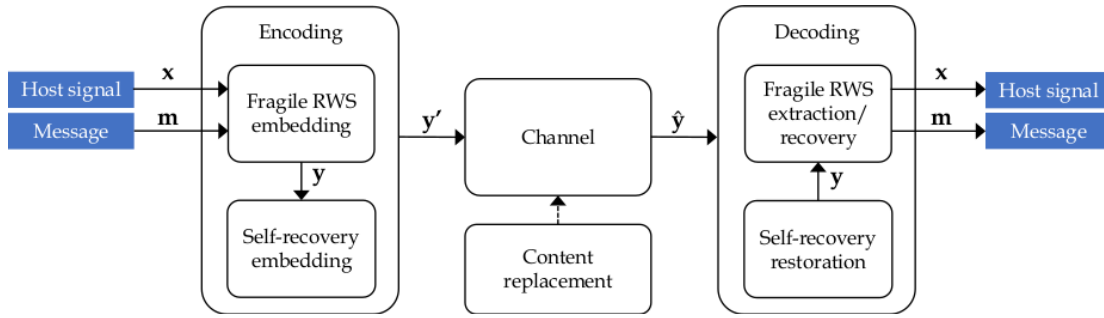 Encoding
Decoding
Host signal
x
Fragile RWS
embedding
Message
m
y
Self-recovery
embedding
y′
Channel
Content
replacement
ŷ
Fragile RWS
extraction/
recovery
y
Self-recovery
restoration
x
Host signal
m
Message